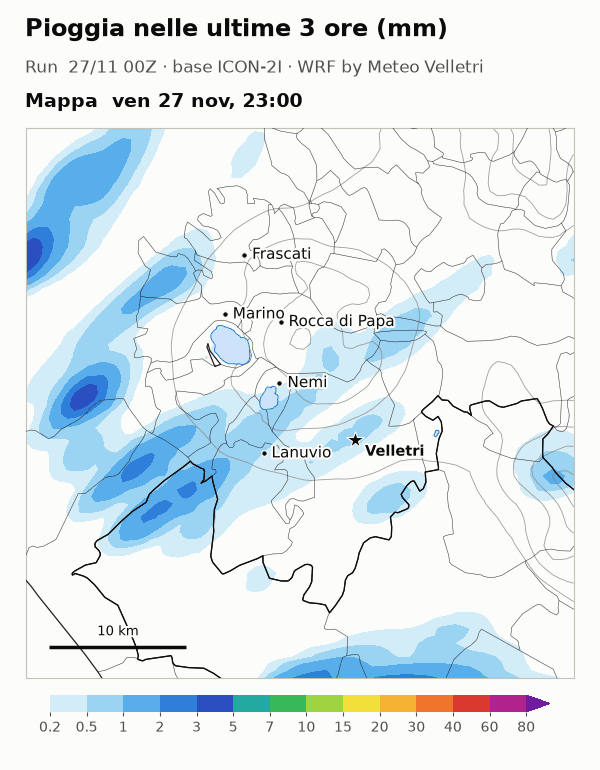 Pioggia nelle ultime 3 ore (mm)
Run  27/11 00Z · base ICON-2I · WRF by Meteo Velletri
Mappa  ven 27 nov, 23:00
Frascati
Marino
Rocca di Papa
Nemi
Velletri
Lanuvio
10 km
0.2 0.5 1 2 3 5 7 10 15 20 30 40 60 80